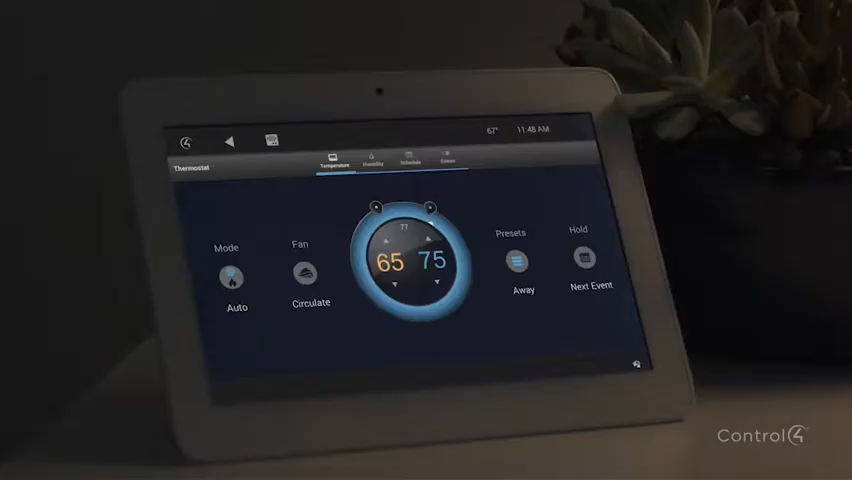 67° 11:48 AM
Thermostat Temperature Humidity Schedule Extras
77
65 75
Mode Fan Presets Hold
Auto Circulate Away Next Event
Control4